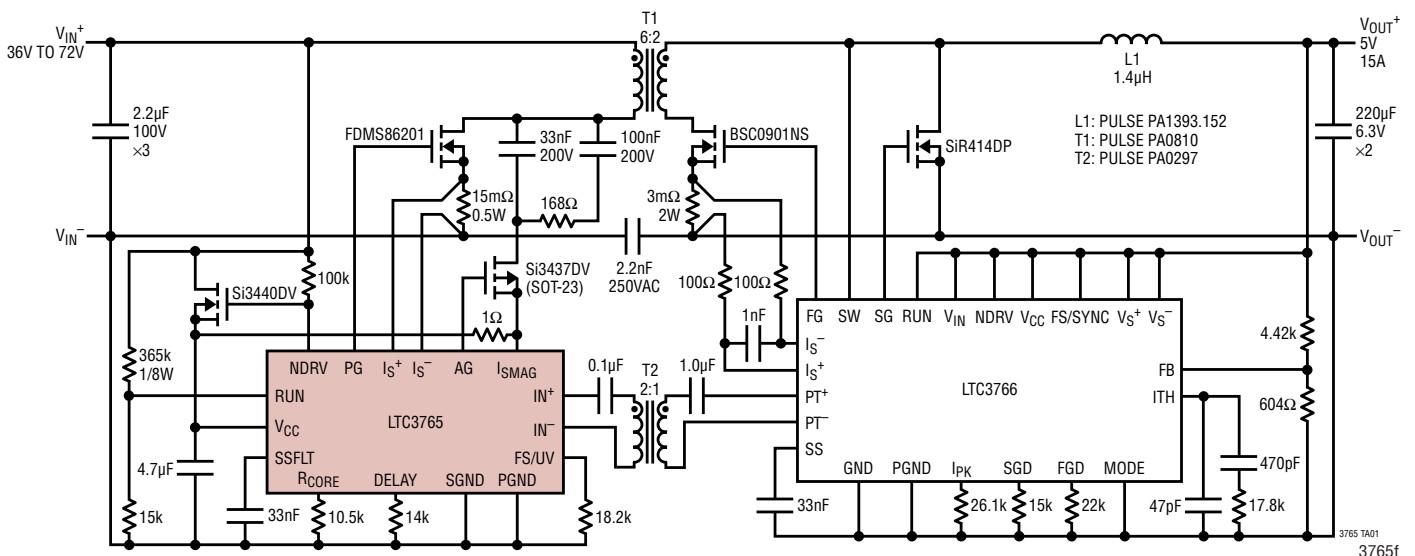 T1
6:2
VIN+
36V TO 72V
VOUT+
5V
15A
L1
1.4µH
2.2µF
100V
×3
FDMS86201
33nF
200V
100nF
200V
BSC0901NS
SiR414DP
L1: PULSE PA1393.152
T1: PULSE PA0810
T2: PULSE PA0297
220µF
6.3V
×2
15mΩ
0.5W
168Ω
3mΩ
2W
VIN–
VOUT–
100k
Si3440DV
Si3437DV
(SOT-23)
2.2nF
250VAC
100Ω
100Ω
1Ω
1nF
365k
1/8W
NDRV
PG
IS+
IS–
AG
ISMAG
RUN
VCC
SSFLT
RCORE
DELAY
SGND
PGND
FS/UV
IN+
IN–
LTC3765
0.1µF
T2
2:1
1.0µF
FG
SW
SG
RUN
VIN
NDRV
VCC
FS/SYNC
VS+
VS–
IS–
IS+
PT+
PT–
SS
LTC3766
FB
ITH
GND
PGND
IPK
SGD
FGD
MODE
4.42k
604Ω
4.7µF
15k
33nF
10.5k
14k
18.2k
33nF
26.1k
15k
22k
47pF
470pF
17.8k
3765 TA01
3765f